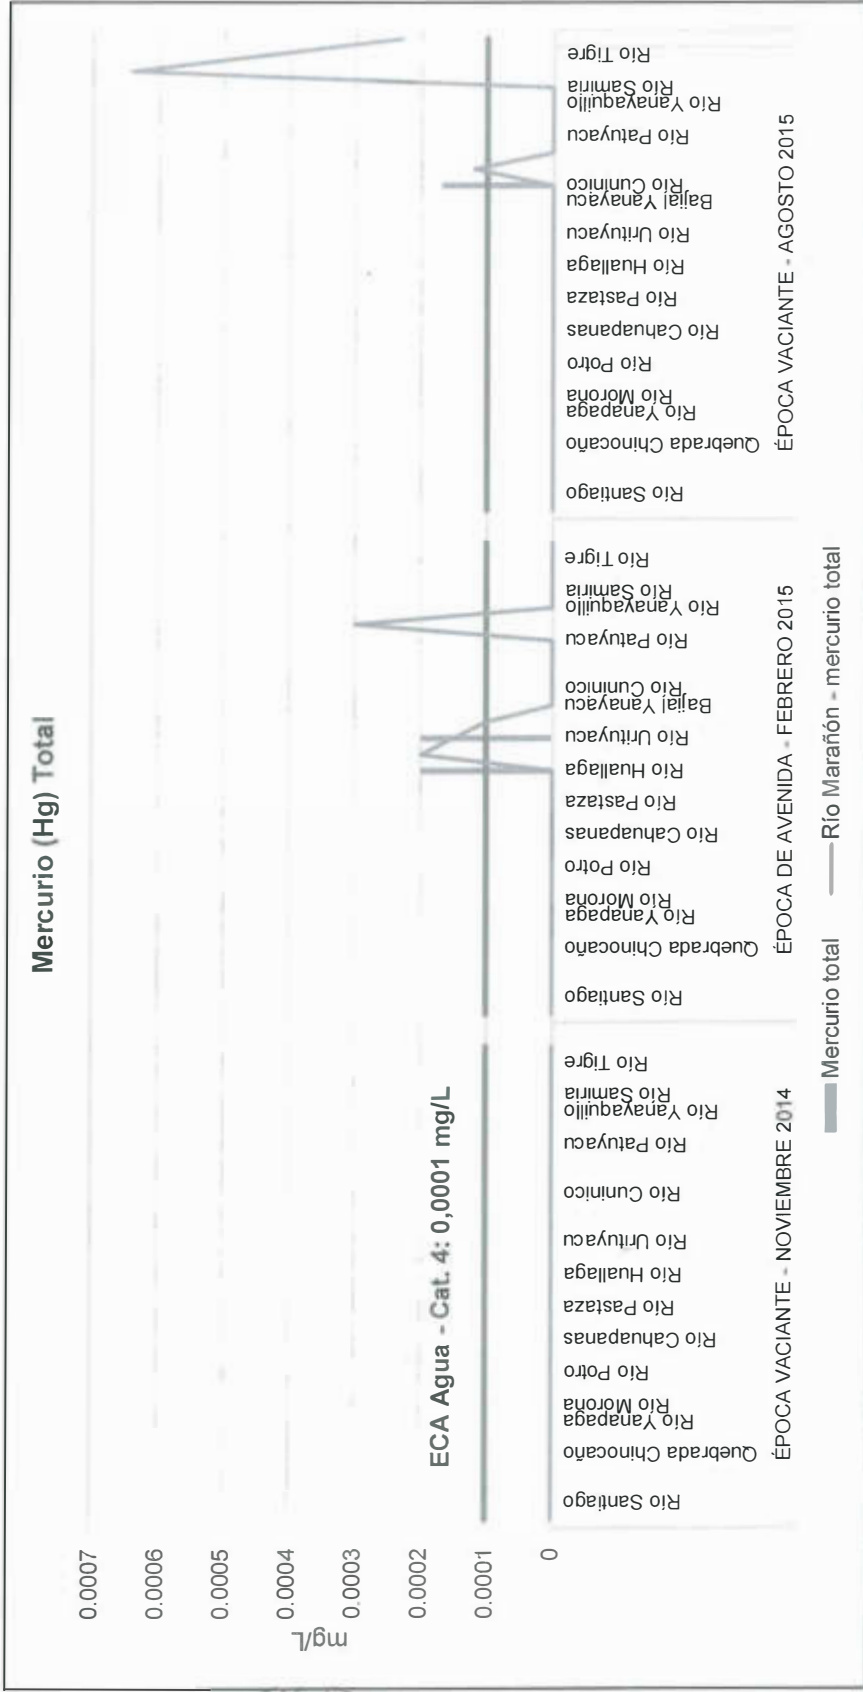 Mercurio (Hg) Total
mg/L
0.0007
0.0006
0.0005
0.0004
0.0003
0.0002
0.0001
0
ECA Agua - Cat. 4: 0,0001 mg/L
Río Santiago
Quebrada Chinocaño
Río Yanapaga
Río Morona
Río Potro
Río Cahuapanas
Río Pastaza
Río Huallaga
Río Urituyacu
Río Cuninico
Río Patuyacu
Río Yanayaquillo
Río Samiria
Río Tigre
ÉPOCA VACIANTE - NOVIEMBRE 2014
Río Santiago
Quebrada Chinocaño
Río Yanapaga
Río Morona
Río Potro
Río Cahuapanas
Río Pastaza
Río Huallaga
Río Urituyacu
Bajial Yanayacu
Río Cuninico
Río Patuyacu
Río Yanayaquillo
Río Samiria
Río Tigre
ÉPOCA DE AVENIDA - FEBRERO 2015
Río Santiago
Quebrada Chinocaño
Río Yanapaga
Río Morona
Río Potro
Río Cahuapanas
Río Pastaza
Río Huallaga
Río Urituyacu
Bajial Yanayacu
Río Cuninico
Río Patuyacu
Río Yanayaquillo
Río Samiria
Río Tigre
ÉPOCA VACIANTE - AGOSTO 2015
Mercurio total
Río Marañón - mercurio total